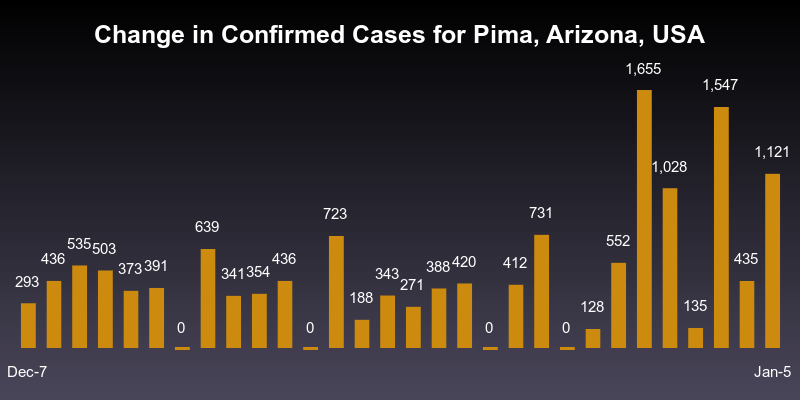 Change in Confirmed Cases for Pima, Arizona, USA
293 436 535 503 373 391 0 639 341 354 436 0 723 188 343 271 388 420 0 412 731 0 128 552 1,655 1,028 135 1,547 435 1,121
Dec-7 Jan-5